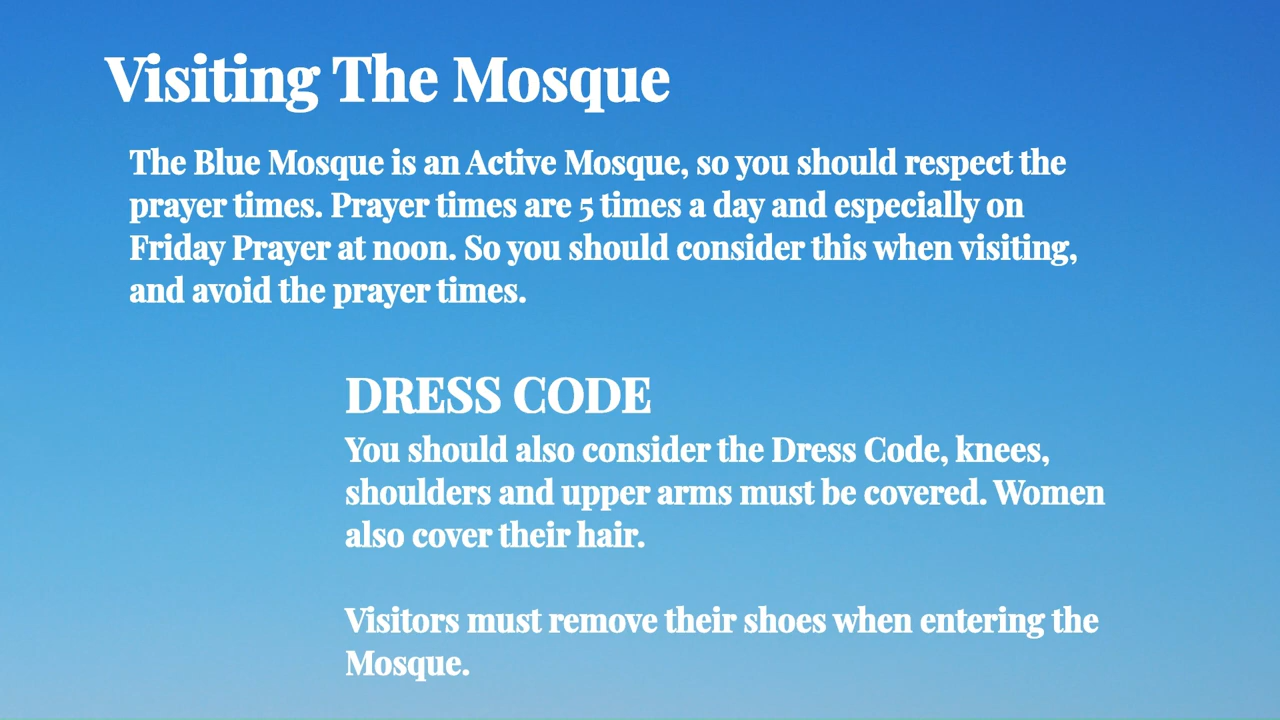 Visiting The Mosque
The Blue Mosque is an Active Mosque, so you should respect the
prayer times. Prayer times are 5 times a day and especially on
Friday Prayer at noon. So you should consider this when visiting,
and avoid the prayer times.
DRESS CODE
You should also consider the Dress Code, knees,
shoulders and upper arms must be covered. Women
also cover their hair.
Visitors must remove their shoes when entering the
Mosque.